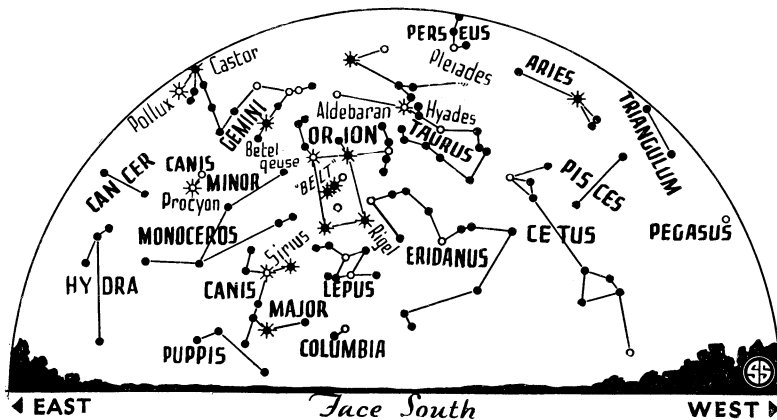 PERSEUS
Castor
Pleiades
ARIES
Pollux
GEMINI
Aldebaran
Hyades
TRIANGULUM
ORION
TAURUS
Betel
geuse
CANCER
CANIS
MINOR
"BELT"
PISCES
Procyon
MONOCEROS
Sirius
Rigel
ERIDANUS
CETUS
PEGASUS
HYDRA
CANIS
MAJOR
LEPUS
PUPPIS
COLUMBIA
SS
EAST
Face South
WEST